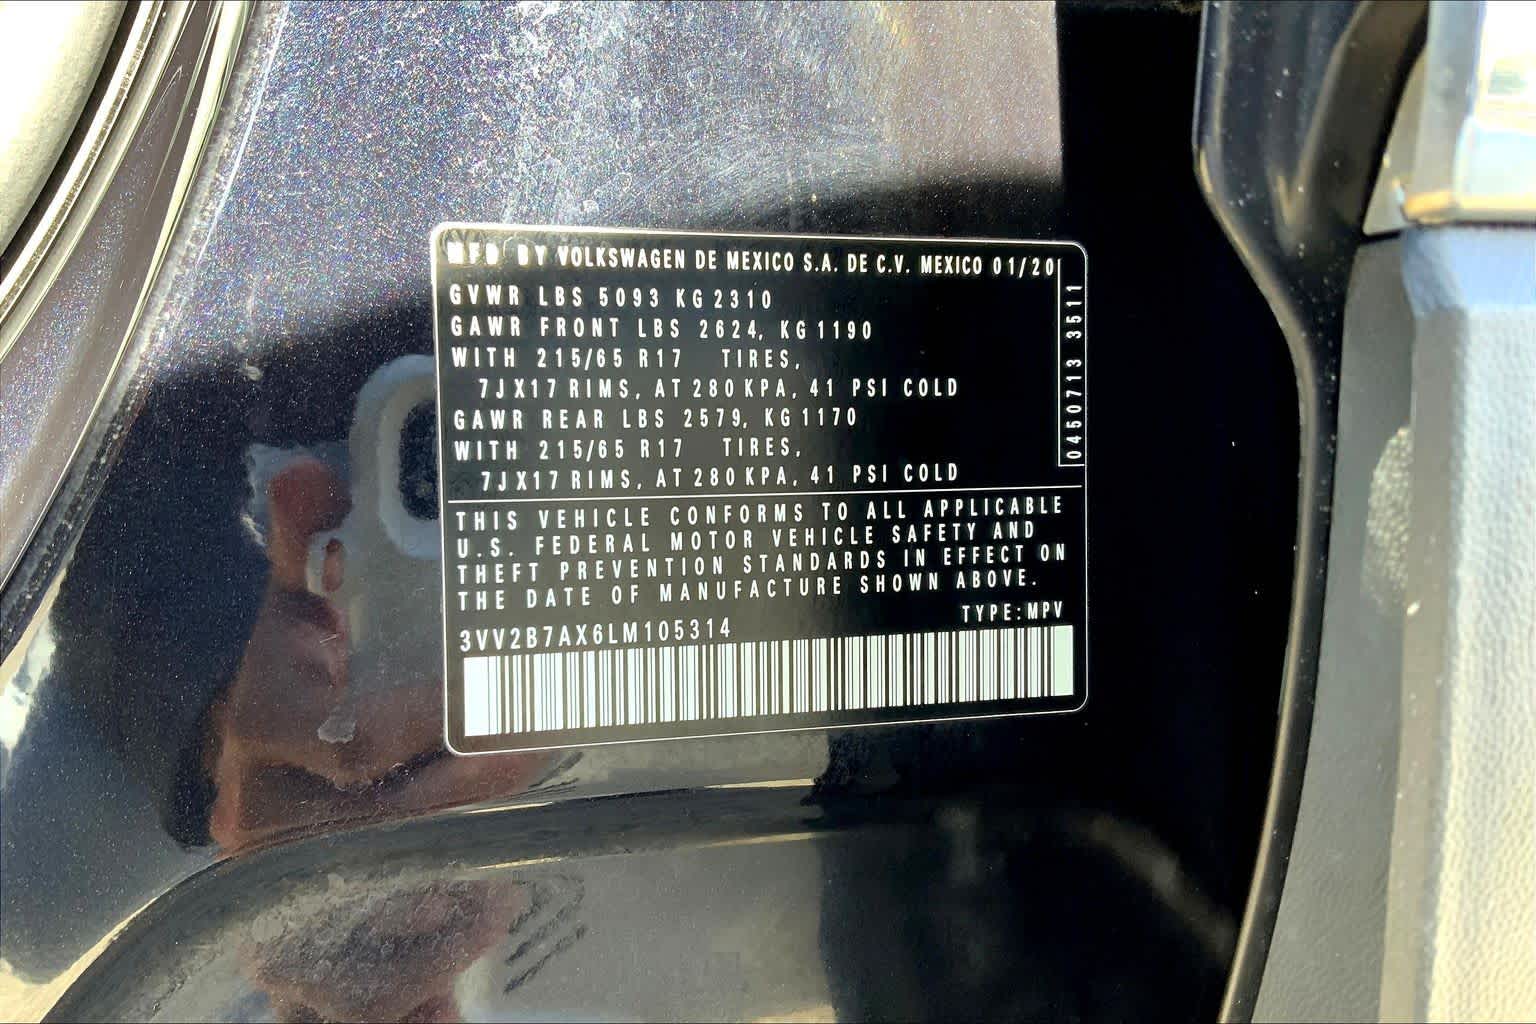 MFD BY VOLKSWAGEN DE MEXICO S.A. DE C.V. MEXICO 01/20
GVWR LBS 5093 KG 2310
GAWR FRONT LBS 2624, KG 1190
WITH 215/65 R17 TIRES,
7JX17 RIMS, AT 280 KPA, 41 PSI COLD
GAWR REAR LBS 2579, KG 1170
WITH 215/65 R17 TIRES,
7JX17 RIMS, AT 280 KPA, 41 PSI COLD
0450713 3511
THIS VEHICLE CONFORMS TO ALL APPLICABLE
U.S. FEDERAL MOTOR VEHICLE SAFETY AND
THEFT PREVENTION STANDARDS IN EFFECT ON
THE DATE OF MANUFACTURE SHOWN ABOVE.
TYPE: MPV
3VV2B7AX6LM105314